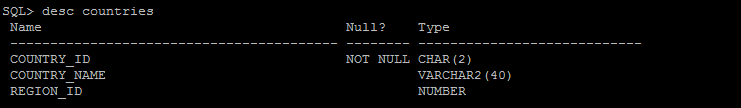 SQL> desc countries
Name Null? Type
----------------------------------------- -------- ----------------------------
COUNTRY_ID NOT NULL CHAR(2)
COUNTRY_NAME VARCHAR2(40)
REGION_ID NUMBER